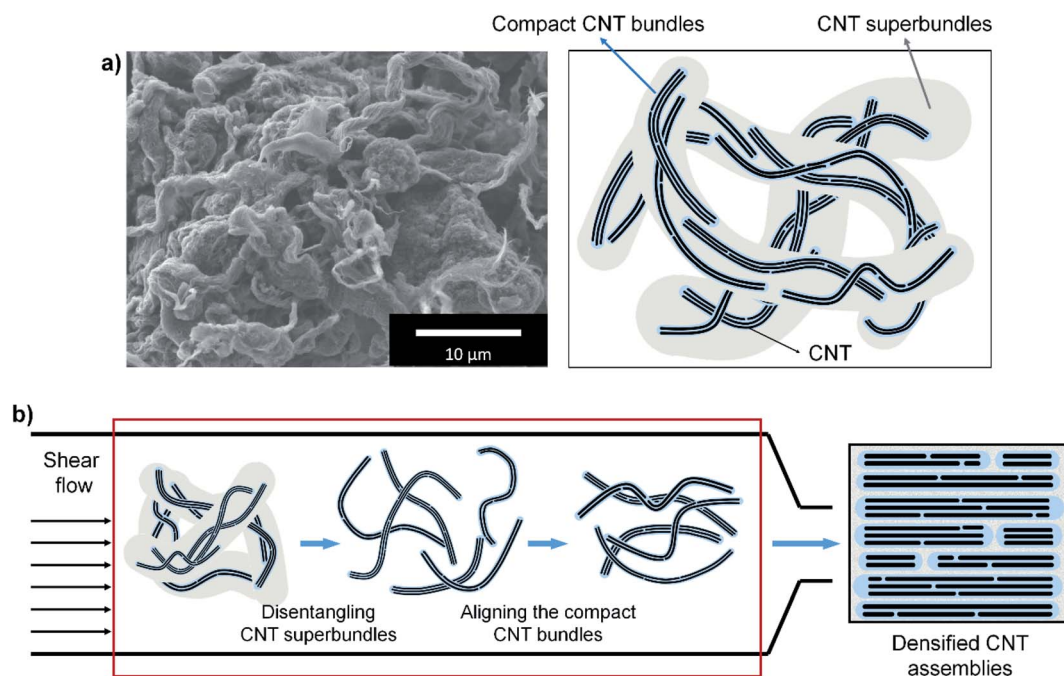 Compact CNT bundles
CNT superbundles
a)
10 µm
CNT
b)
Shear
flow
Disentangling
CNT superbundles
Aligning the compact
CNT bundles
Densified CNT
assemblies